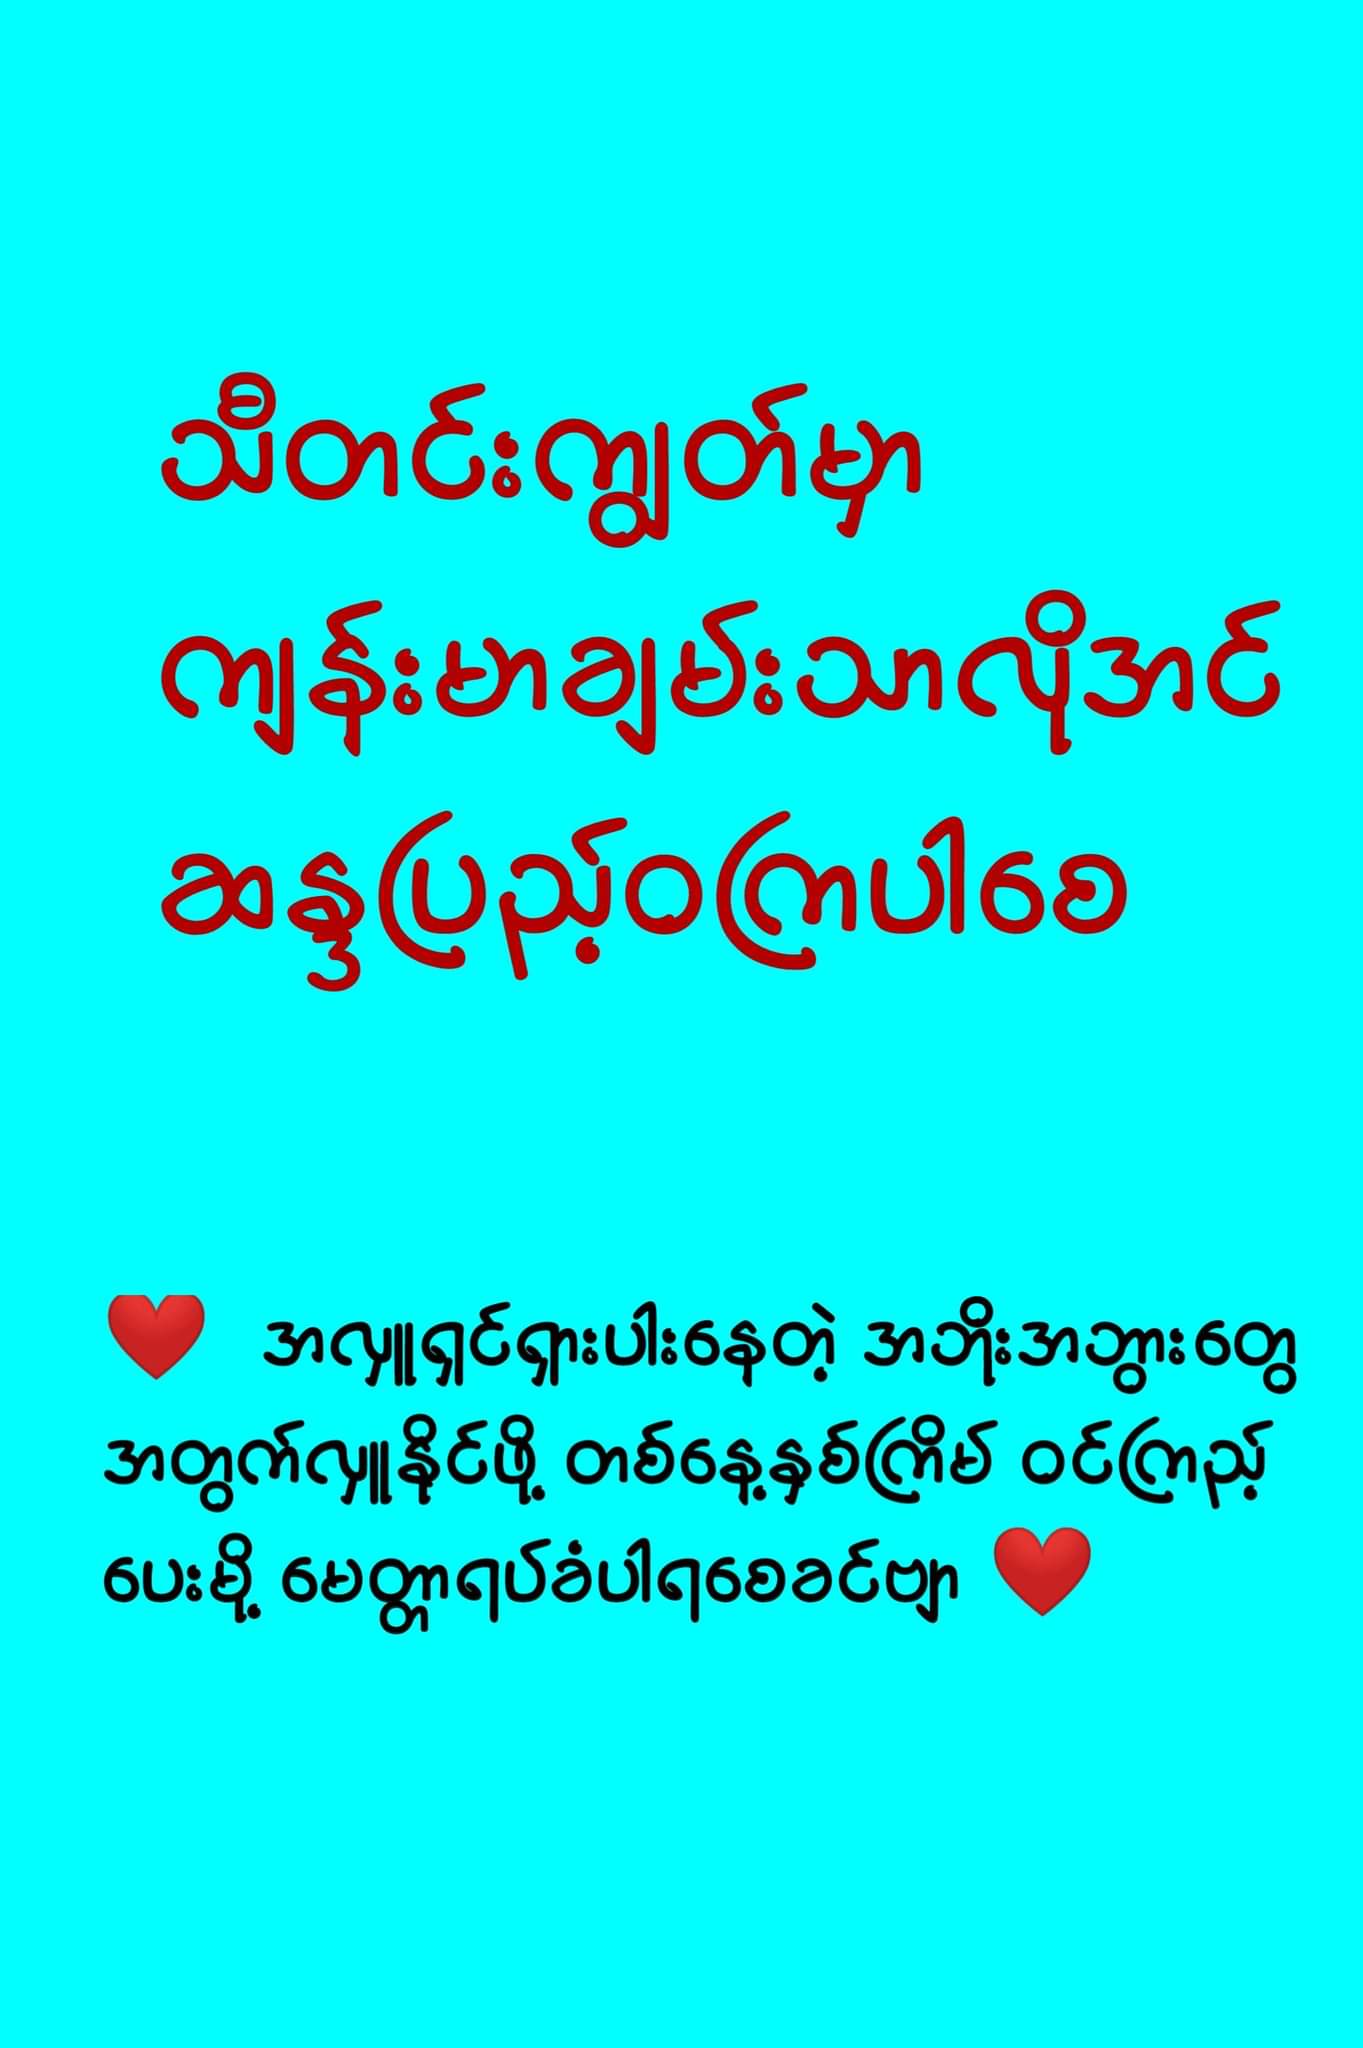 သီတင်းကျွတ်မှာ
ကျန်းမာချမ်းသာလိုအင်
ဆန္ဒပြည့်ဝကြပါစေ
❤️ အလှူရှင်ရှားပါးနေတဲ့ အဘိုးအဘွားတွေ
အတွက်လှူနိုင်ဖို့ တစ်နေ့နှစ်ကြိမ် ဝင်ကြည့်
ပေးစို့ မေတ္တာရပ်ခံပါရစေခင်ဗျာ ❤️